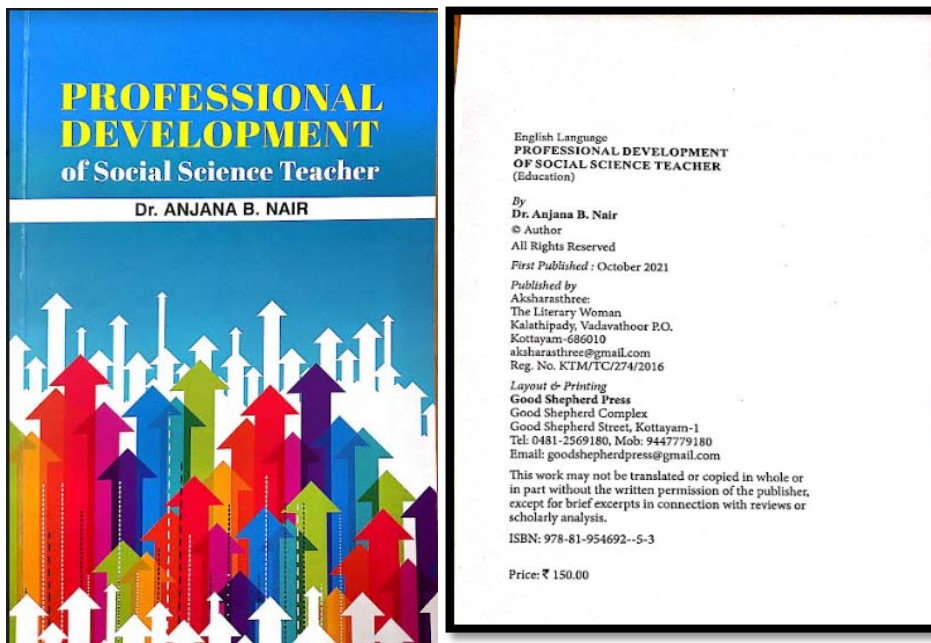 PROFESSIONAL
DEVELOPMENT
of Social Science Teacher
Dr. ANJANA B. NAIR
English Language
PROFESSIONAL DEVELOPMENT
OF SOCIAL SCIENCE TEACHER
(Education)
By
Dr. Anjana B. Nair
© Author
All Rights Reserved
First Published : October 2021
Published by
Aksharasthree:
The Literary Woman
Kalathipady, Vadavathoor P.O.
Kottayam-686010
aksharasthree@gmail.com
Reg. No. KTM/TC/274/2016
Layout & Printing
Good Shepherd Press
Good Shepherd Complex
Good Shepherd Street, Kottayam-1
Tel: 0481-2569180, Mob: 9447779180
Email: goodshepherdpress@gmail.com
This work may not be translated or copied in whole or
in part without the written permission of the publisher,
except for brief excerpts in connection with reviews or
scholarly analysis.
ISBN: 978-81-954692--5-3
Price: ₹ 150.00